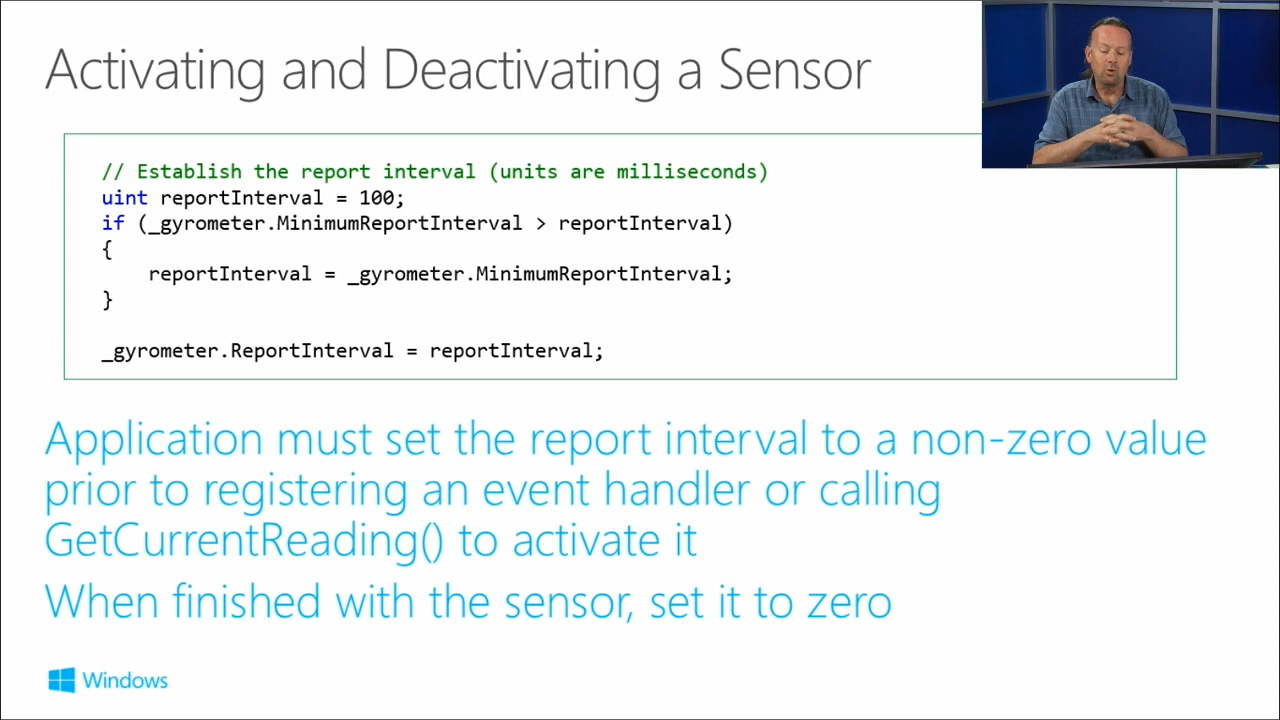 Activating and Deactivating a Sensor
// Establish the report interval (units are milliseconds)
uint reportInterval = 100;
if (_gyrometer.MinimumReportInterval > reportInterval)
{
reportInterval = _gyrometer.MinimumReportInterval;
}
_gyrometer.ReportInterval = reportInterval;
Application must set the report interval to a non-zero value
prior to registering an event handler or calling
GetCurrentReading() to activate it
When finished with the sensor, set it to zero
Windows